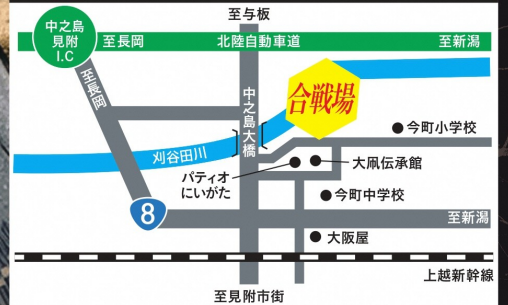 至与板
中之島
見附
I.C
至長岡
北陸自動車道
至新潟
至長岡
中之島大橋
合戦場
今町小学校
刈谷田川
パティオ
にいがた
大凧伝承館
今町中学校
8
至新潟
大阪屋
上越新幹線
至見附市街